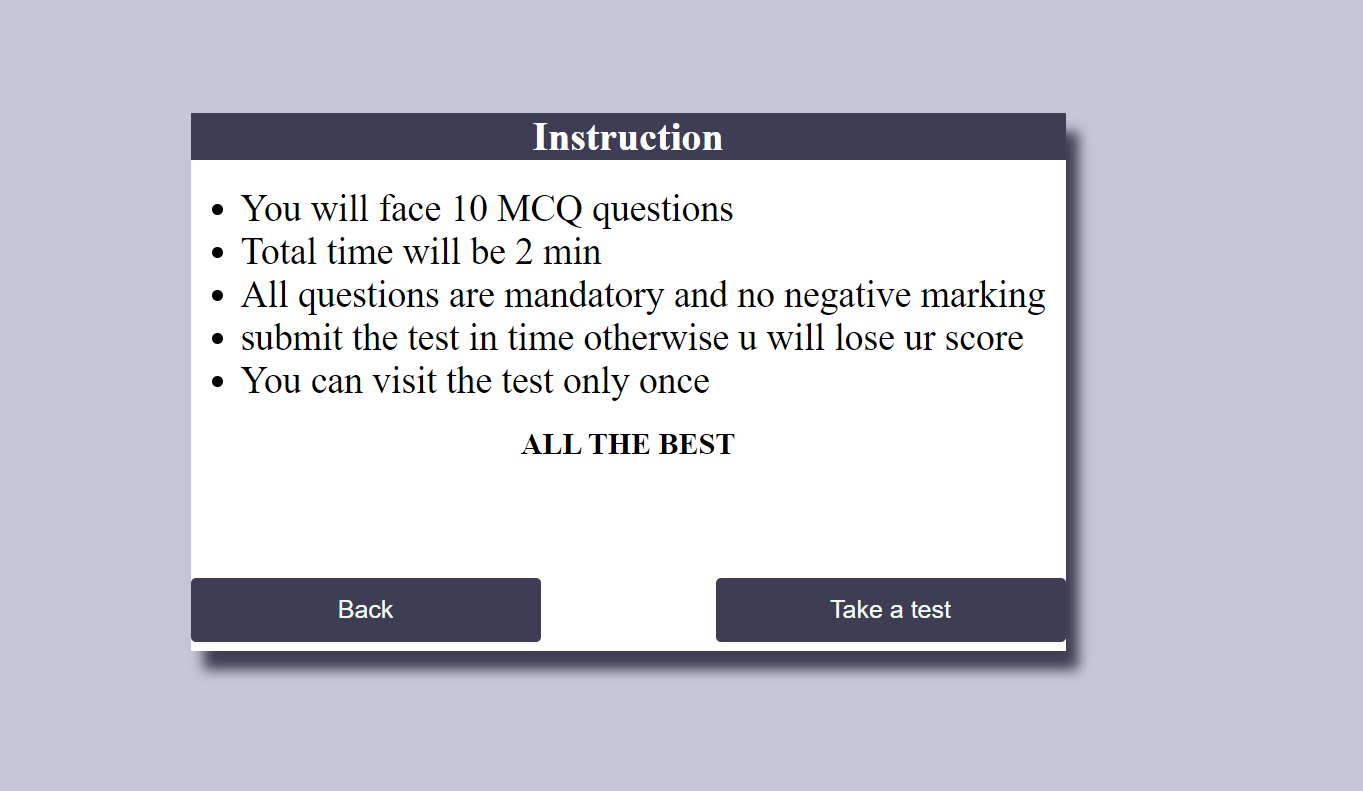 Instruction
You will face 10 MCQ questions
Total time will be 2 min
All questions are mandatory and no negative marking
submit the test in time otherwise u will lose ur score
You can visit the test only once
ALL THE BEST
Back
Take a test